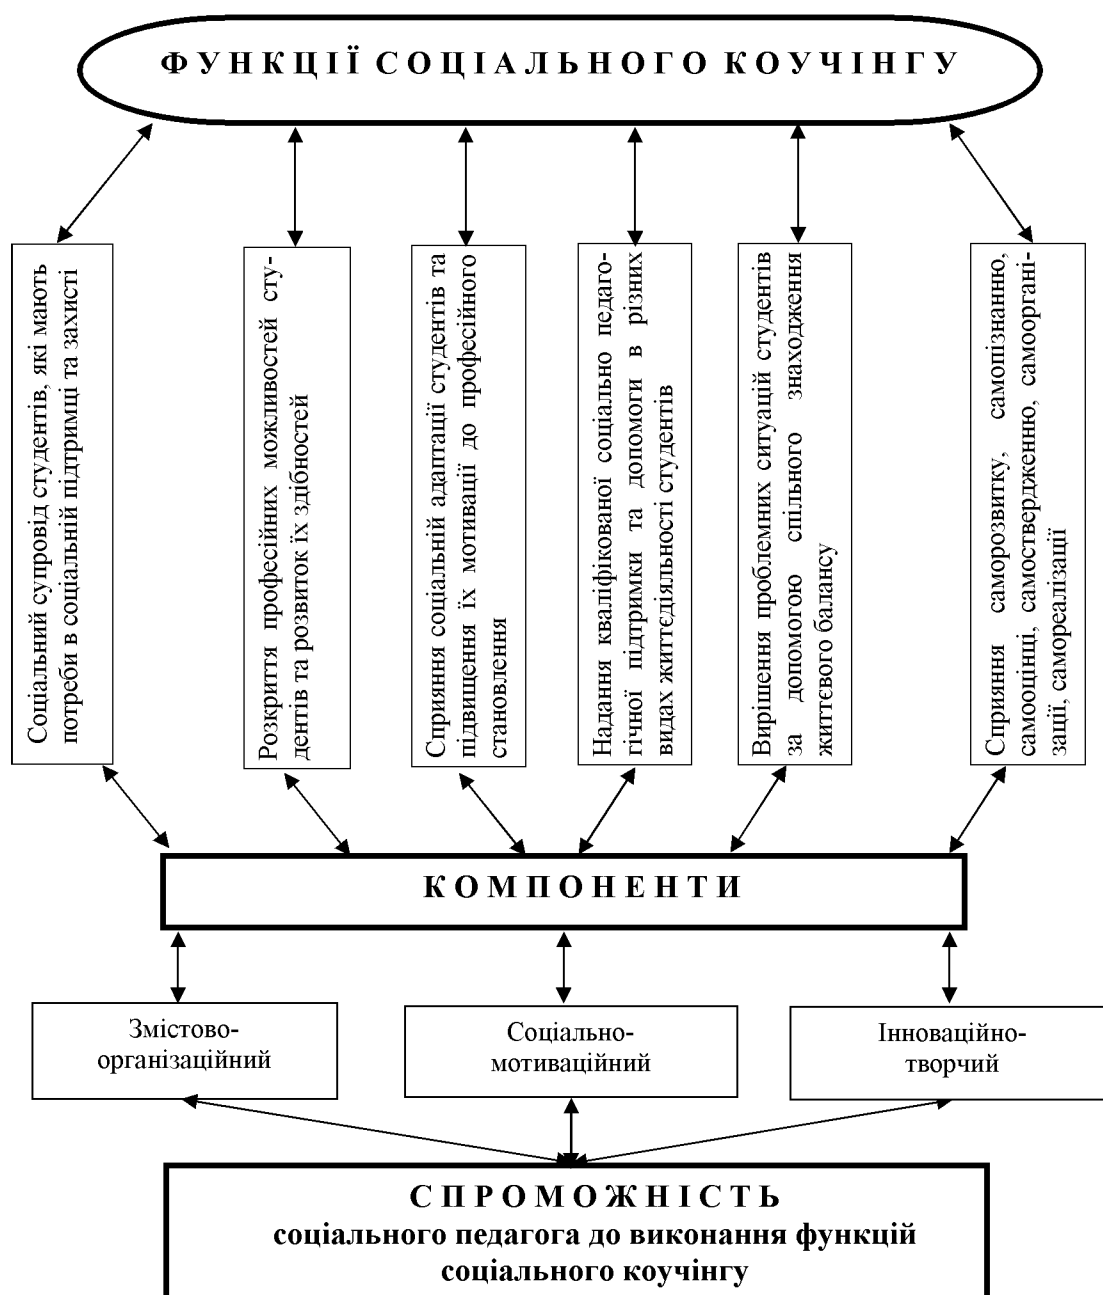 ФУНКЦІЇ СОЦІАЛЬНОГО КОУЧІНГУ
Соціальний супровід студентів, які мають
потреби в соціальній підтримці та захисті
Розкриття професійних можливостей сту-
дентів та розвиток їх здібностей
Сприяння соціальній адаптації студентів та
підвищення їх мотивації до професійного
становлення
Надання кваліфікованої соціально педаго-
гічної підтримки та допомоги в різних
видах життєдіяльності студентів
Вирішення проблемних ситуацій студентів
за допомогою спільного знаходження
життєвого балансу
Сприяння саморозвитку, самопізнанню,
самооцінці, самоствердженню, самооргані-
зації, самореалізації
КОМПОНЕНТИ
Змістово-
організаційний
Соціально-
мотиваційний
Інноваційно-
творчий
СПРОМОЖНІСТЬ
соціального педагога до виконання функцій
соціального коучінгу